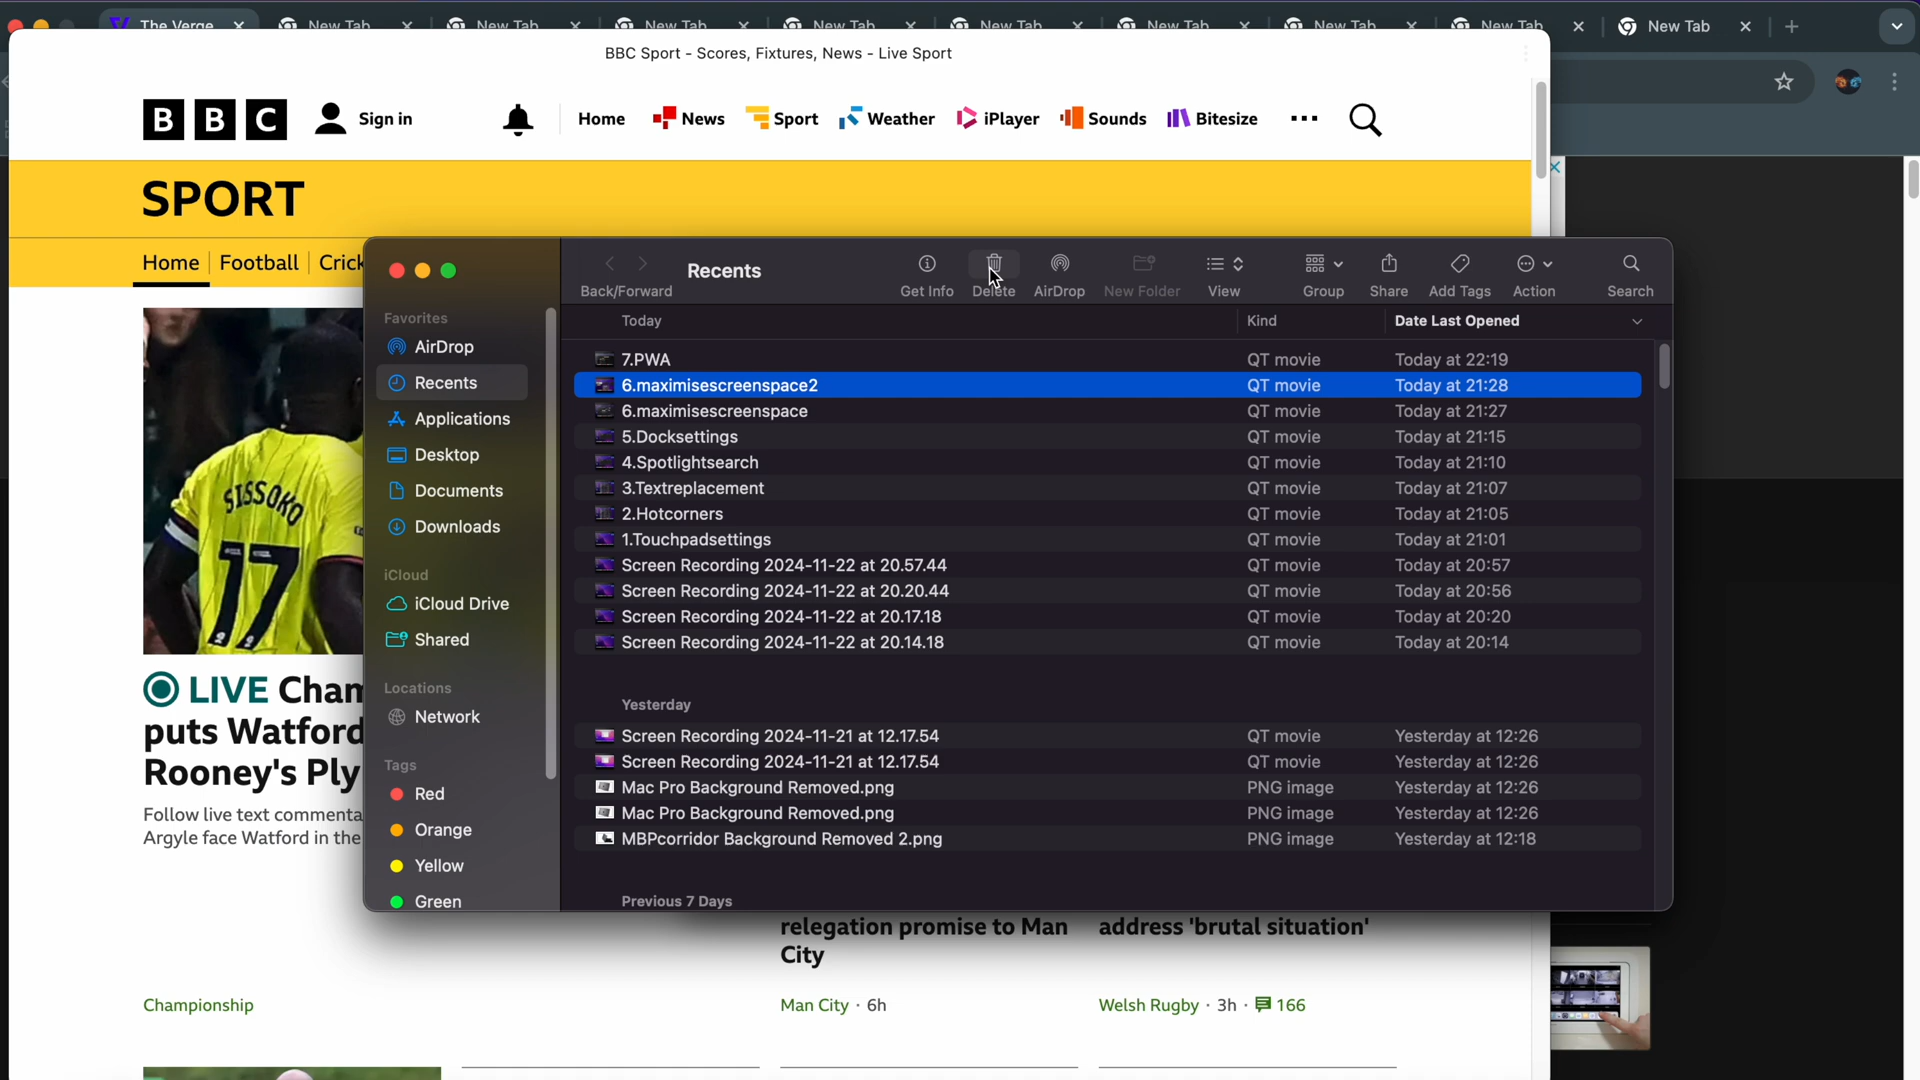 The Verge New Tab New Tab New Tab New Tab New Tab New Tab New Tab New Tab New Tab
BBC Sport - Scores, Fixtures, News - Live Sport
BBC Sign in Home News Sport Weather iPlayer Sounds Bitesize
SPORT
Home Football Crick
Recents
Back/Forward Get Info Delete AirDrop New Folder View Group Share Add Tags Action Search
Favorites
AirDrop
Recents
Applications
Desktop
Documents
Downloads
iCloud
iCloud Drive
Shared
Locations
Network
Tags
Red
Orange
Yellow
Green
Today Kind Date Last Opened
7.PWA QT movie Today at 22:19
6.maximisescreenspace2 QT movie Today at 21:28
6.maximisescreenspace QT movie Today at 21:27
5.Docksettings QT movie Today at 21:15
4.Spotlightsearch QT movie Today at 21:10
3.Textreplacement QT movie Today at 21:07
2.Hotcorners QT movie Today at 21:05
1.Touchpadsettings QT movie Today at 21:01
Screen Recording 2024-11-22 at 20.57.44 QT movie Today at 20:57
Screen Recording 2024-11-22 at 20.20.44 QT movie Today at 20:56
Screen Recording 2024-11-22 at 20.17.18 QT movie Today at 20:20
Screen Recording 2024-11-22 at 20.14.18 QT movie Today at 20:14
Yesterday
Screen Recording 2024-11-21 at 12.17.54 QT movie Yesterday at 12:26
Screen Recording 2024-11-21 at 12.17.54 QT movie Yesterday at 12:26
Mac Pro Background Removed.png PNG image Yesterday at 12:26
Mac Pro Background Removed.png PNG image Yesterday at 12:26
MBPcorridor Background Removed 2.png PNG image Yesterday at 12:18
Previous 7 Days
SISSOKO
17
LIVE Cham
puts Watford
Rooney's Ply
Follow live text commenta
Argyle face Watford in the
Championship
relegation promise to Man
City
Man City · 6h
address 'brutal situation'
Welsh Rugby · 3h · 166